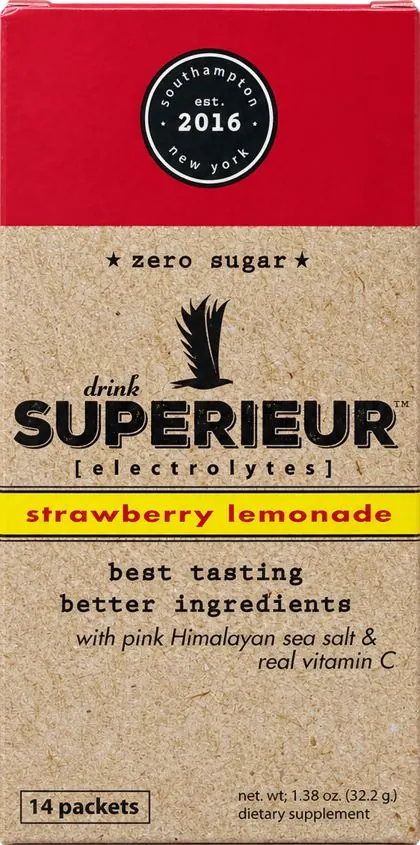 southampton
est.
2016
new york
★ zero sugar ★
drink
SUPERIEUR™
[electrolytes]
strawberry lemonade
best tasting
better ingredients
with pink Himalayan sea salt &
real vitamin C
14 packets
net. wt; 1.38 oz. (32.2 g.)
dietary supplement